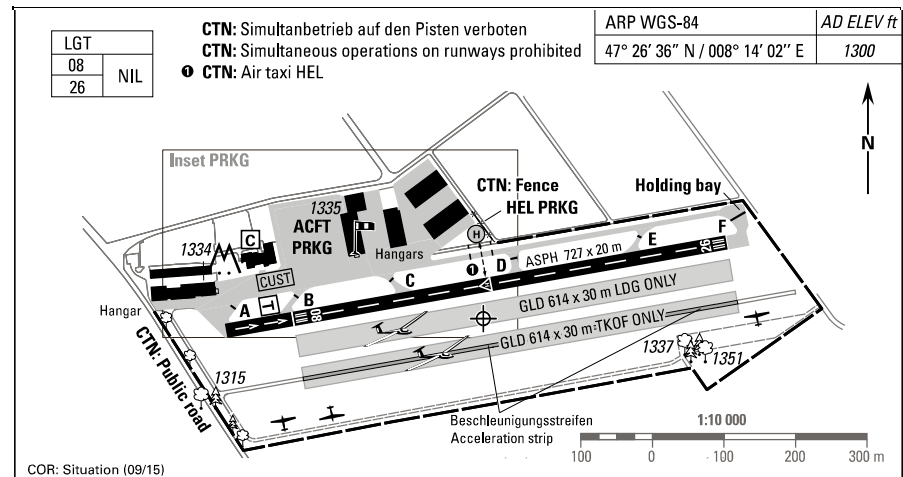 CTN: Simultanbetrieb auf den Pisten verboten
CTN: Simultaneous operations on runways prohibited
❶ CTN: Air taxi HEL
LGT
08
26
NIL
ARP WGS-84
AD ELEV ft
47° 26′ 36″ N / 008° 14′ 02″ E
1300
N
Inset PRKG
CTN: Fence
HEL PRKG
Holding bay
1335
ACFT
PRKG
1334
C
H
Hangars
CUST
F
E
D
C
B
A
T
❶
ASPH 727 x 20 m
26
08
GLD 614 x 30 m LDG ONLY
GLD 614 x 30 m TKOF ONLY
Hangar
CTN: Public road
1315
1337
1351
Beschleunigungsstreifen
Acceleration strip
1:10 000
100
0
100
200
300 m
COR: Situation (09/15)